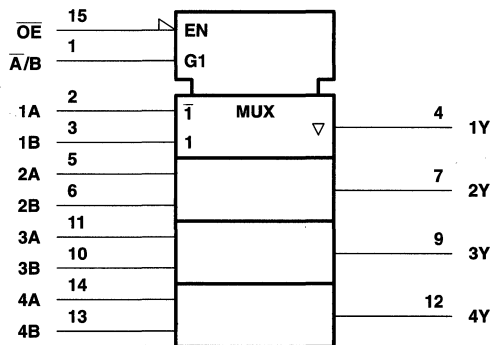 O̅E̅ 15 EN
A̅/B 1 G1
1A 2 1̅ MUX 4 1Y
1B 3 1 ▽
2A 5 7 2Y
2B 6
3A 11 9 3Y
3B 10
4A 14 12 4Y
4B 13